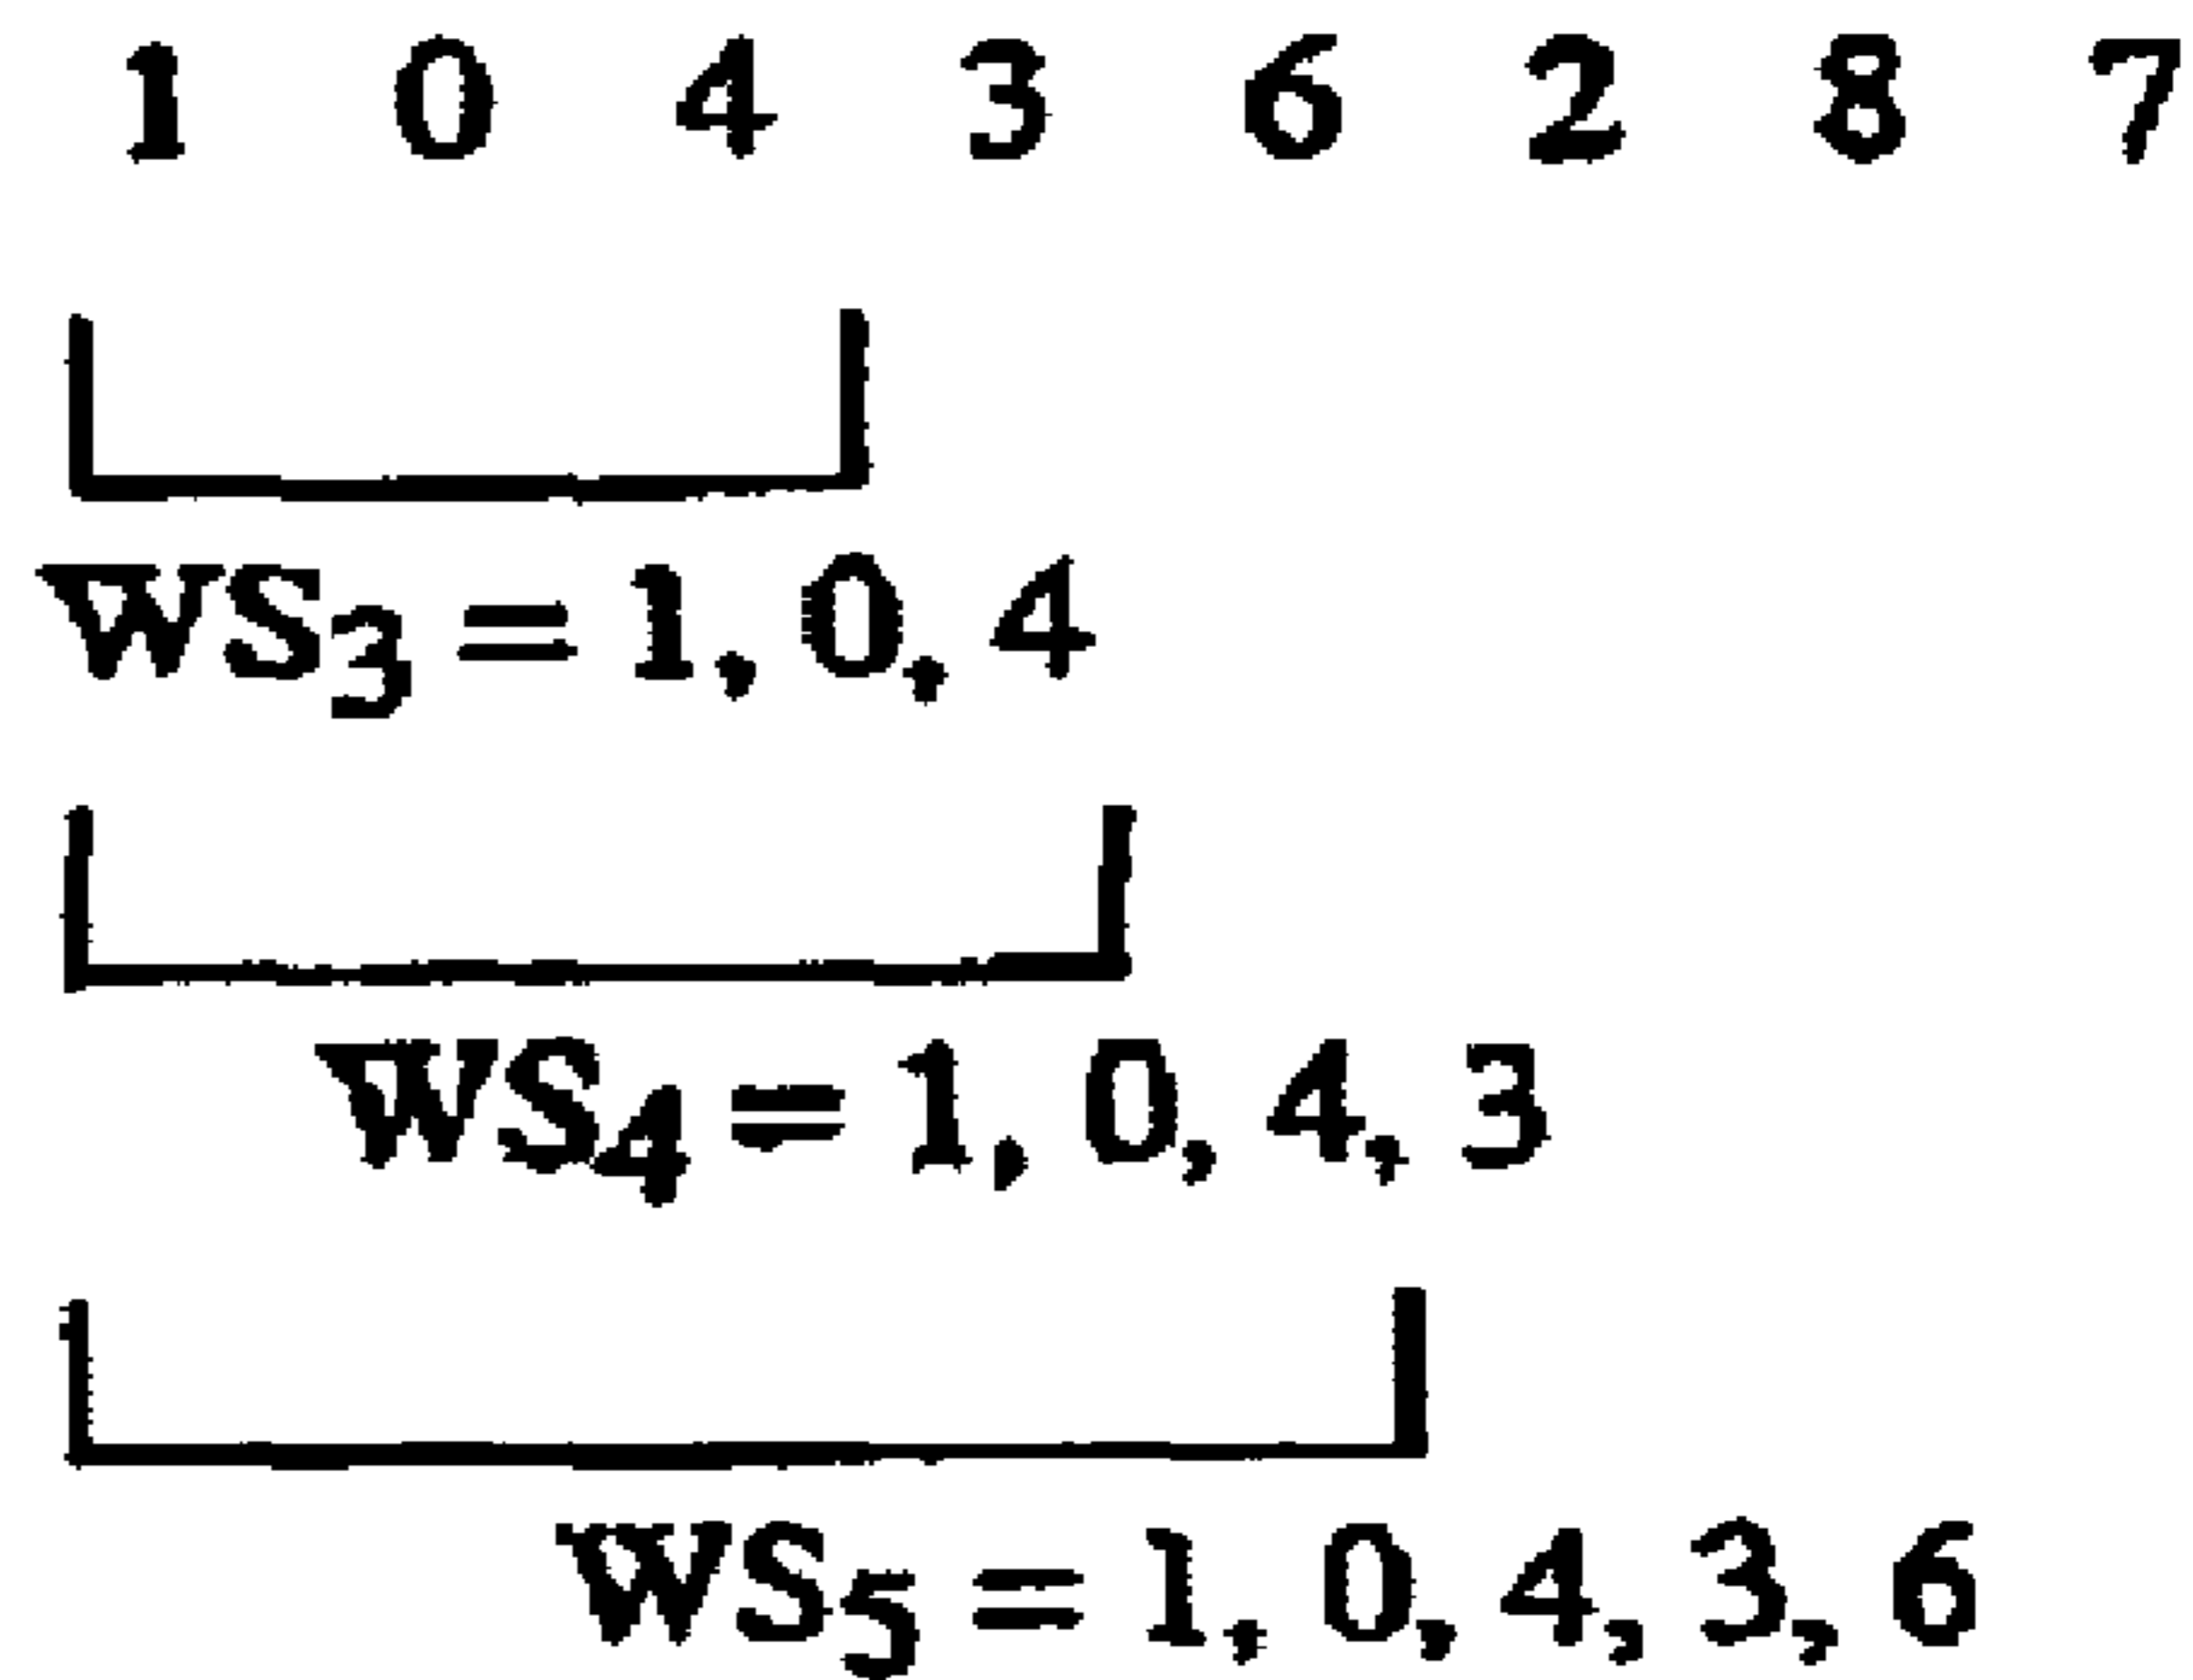 1 0 4 3 6 2 8 7
WS3 = 1, 0, 4
WS4 = 1, 0, 4, 3
WS5 = 1, 0, 4, 3, 6